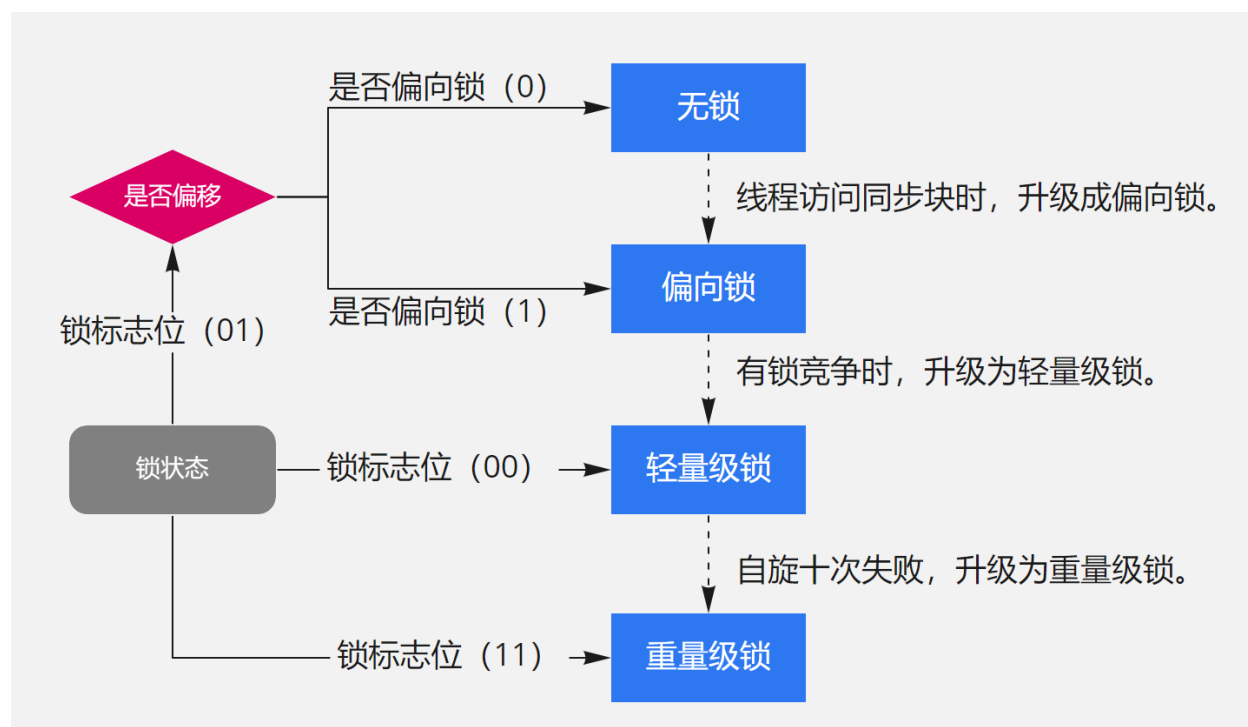 是否偏向锁（0）
无锁
是否偏移
线程访问同步块时，升级成偏向锁。
偏向锁
是否偏向锁（1）
锁标志位（01）
有锁竞争时，升级为轻量级锁。
锁状态
锁标志位（00）
轻量级锁
自旋十次失败，升级为重量级锁。
锁标志位（11）
重量级锁